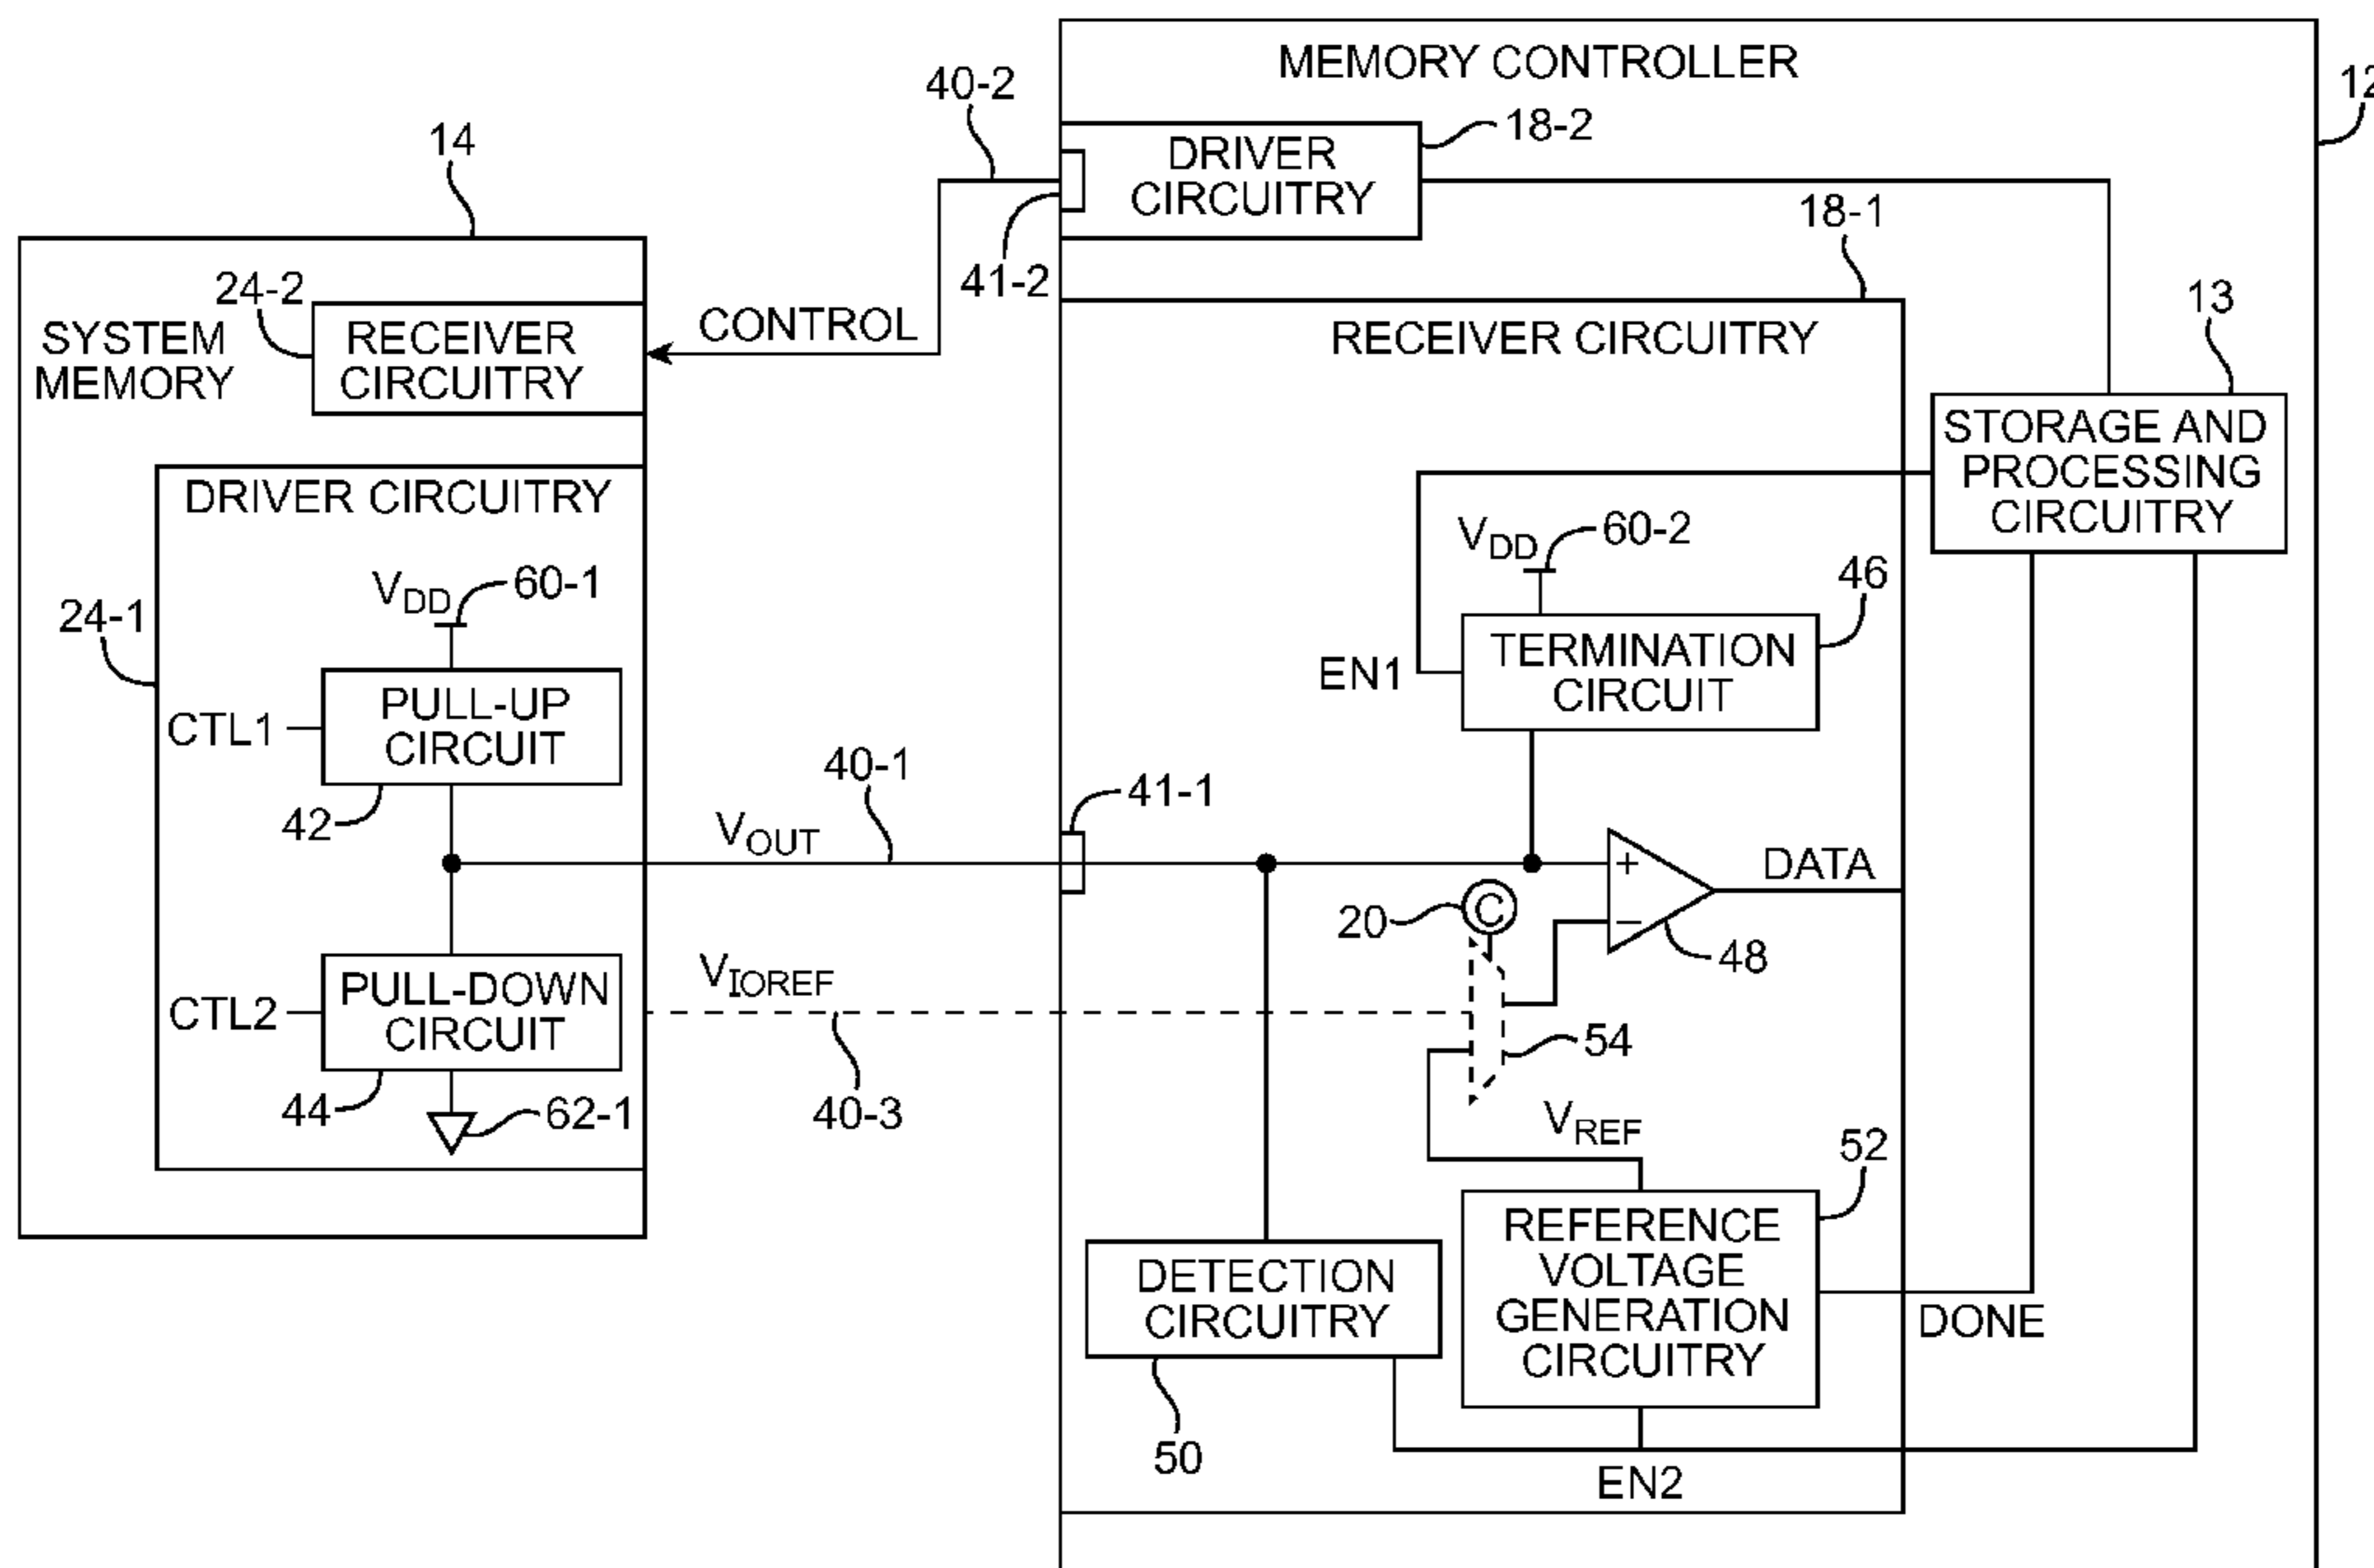 MEMORY CONTROLLER
12
40-2
DRIVER
CIRCUITRY
18-2
14
41-2
18-1
24-2
SYSTEM
MEMORY
RECEIVER
CIRCUITRY
CONTROL
RECEIVER CIRCUITRY
13
STORAGE AND
PROCESSING
CIRCUITRY
DRIVER CIRCUITRY
24-1
VDD
60-1
VDD
60-2
46
CTL1
PULL-UP
CIRCUIT
42
EN1
TERMINATION
CIRCUIT
40-1
VOUT
41-1
+
−
DATA
48
20
C
CTL2
PULL-DOWN
CIRCUIT
44
62-1
VIOREF
40-3
54
VREF
52
DETECTION
CIRCUITRY
50
REFERENCE
VOLTAGE
GENERATION
CIRCUITRY
DONE
EN2